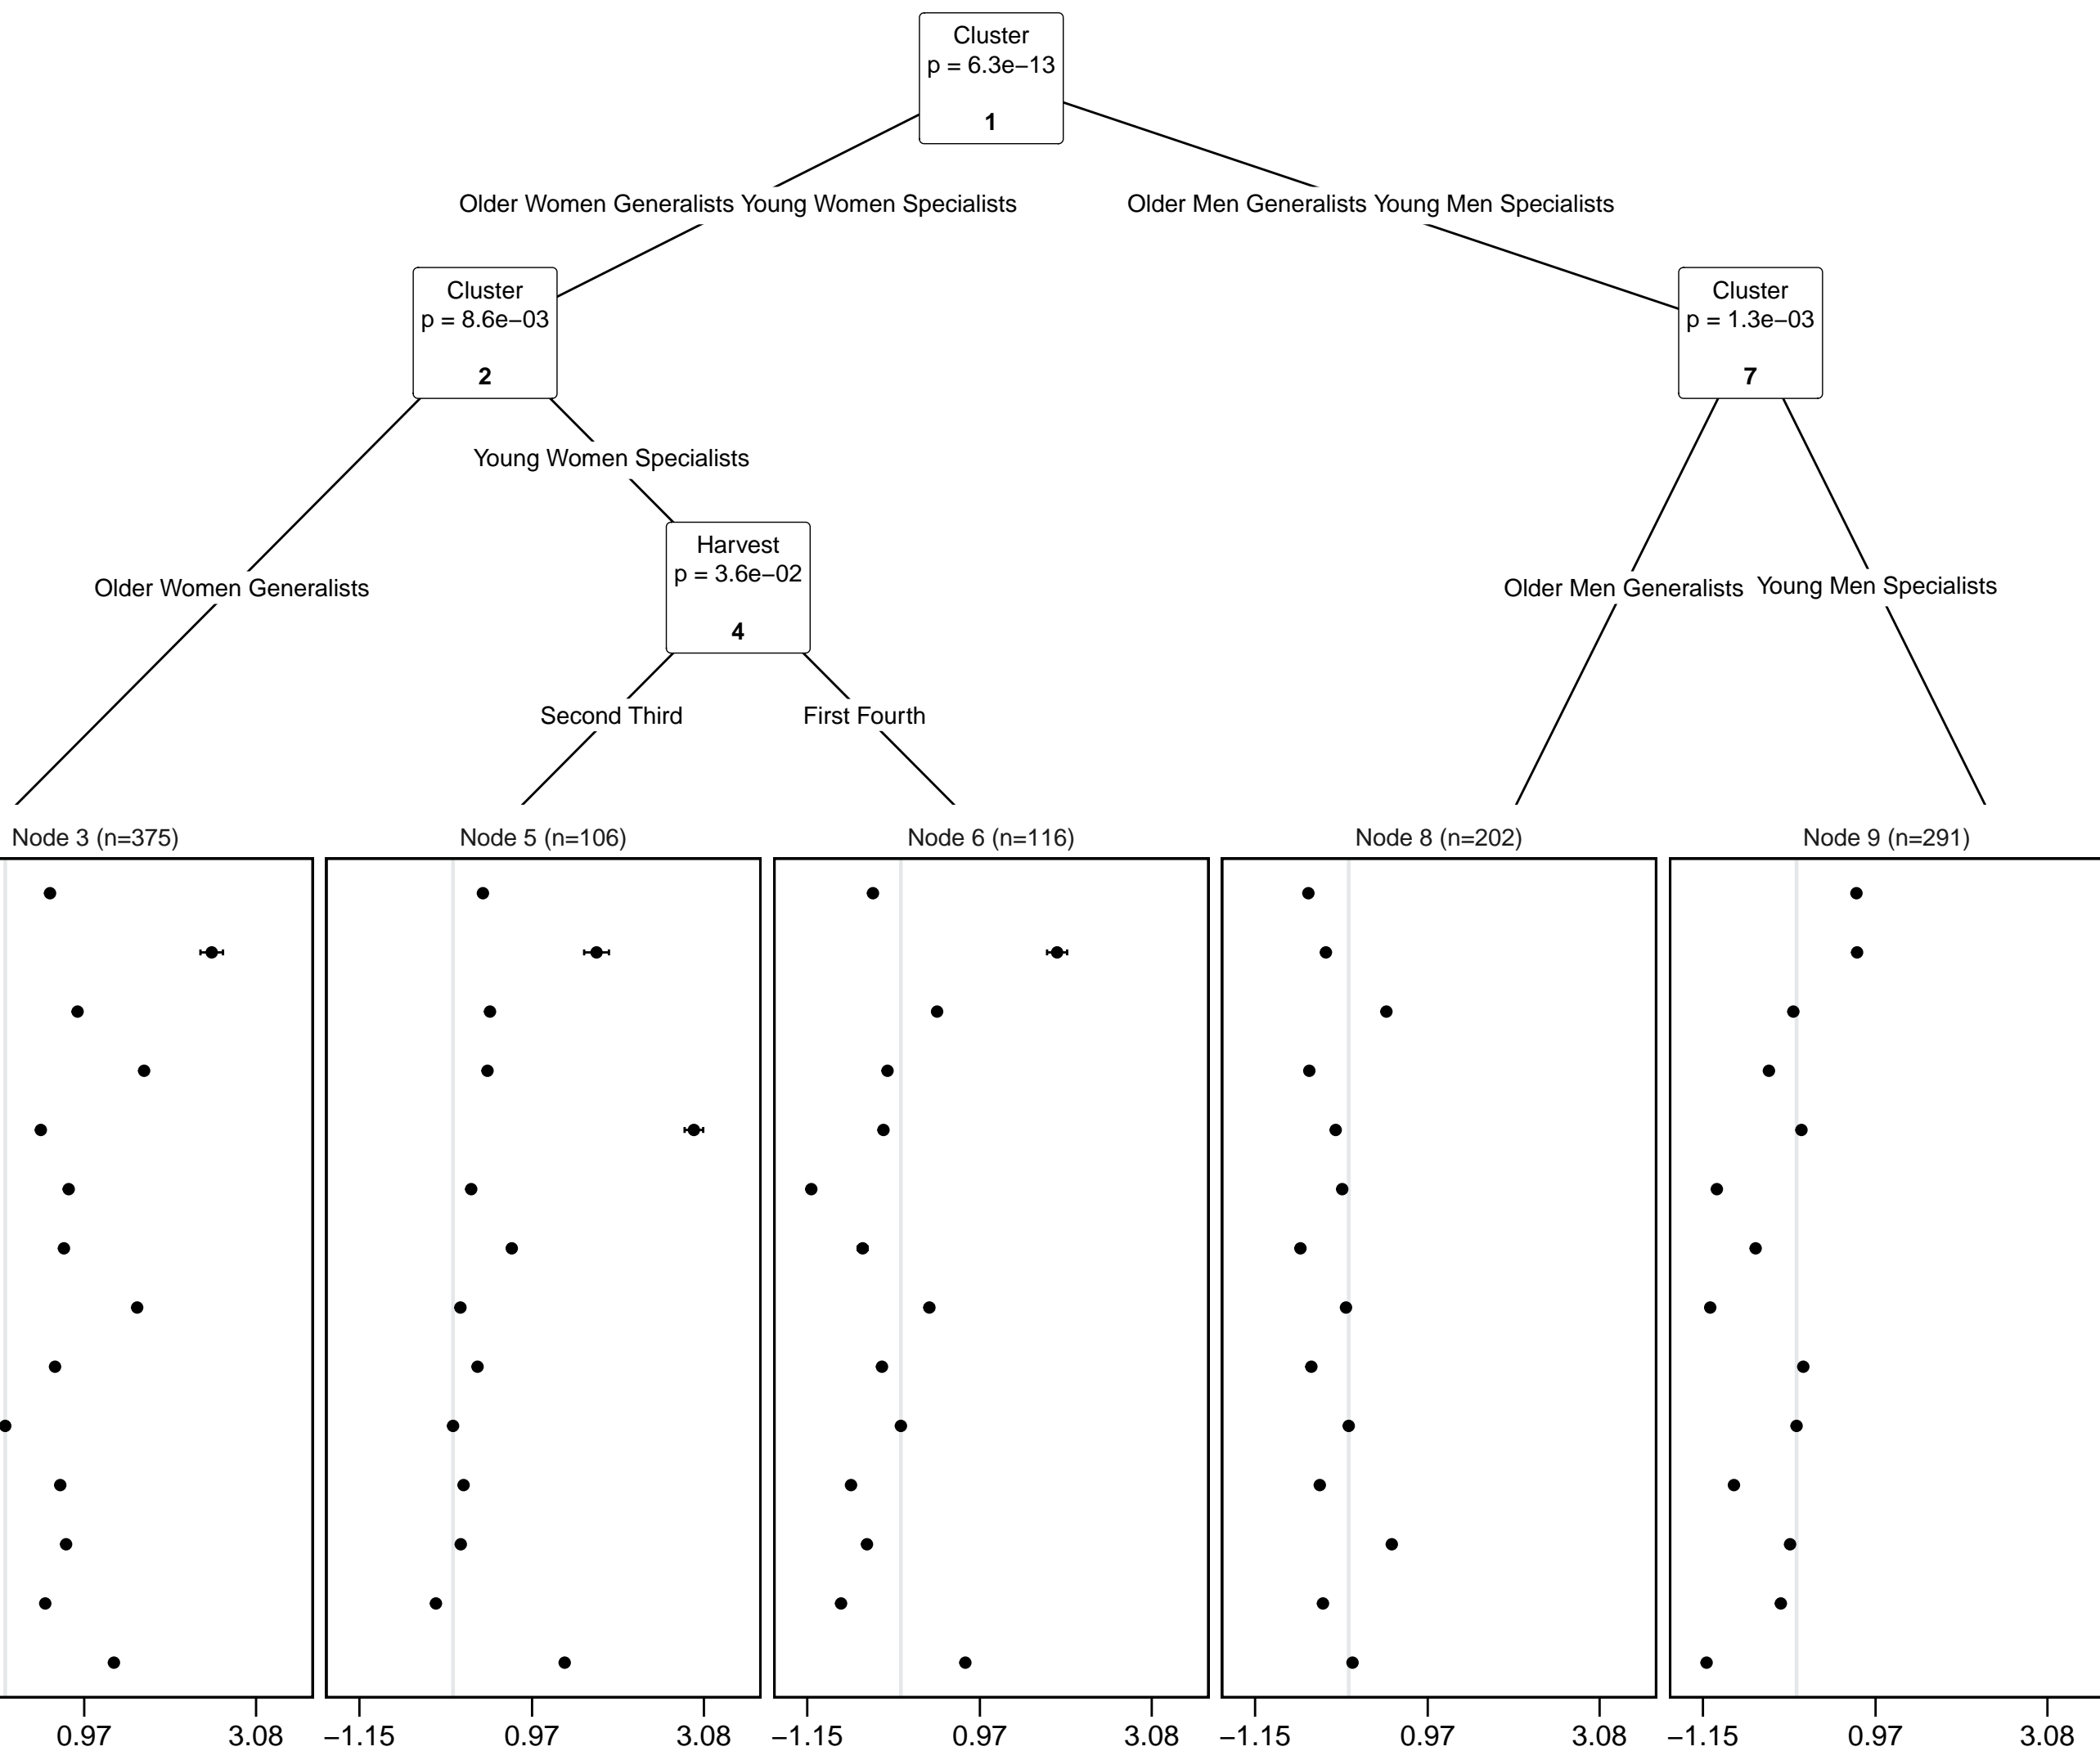 Cluster
p = 6.3e−13
1
Older Women Generalists Young Women Specialists
Older Men Generalists Young Men Specialists
Cluster
p = 8.6e−03
2
Cluster
p = 1.3e−03
7
Young Women Specialists
Harvest
p = 3.6e−02
4
Older Women Generalists
Older Men Generalists
Young Men Specialists
Second Third
First Fourth
Node 3 (n=375)
Node 5 (n=106)
Node 6 (n=116)
Node 8 (n=202)
Node 9 (n=291)
0.97 3.08
−1.15 0.97 3.08
−1.15 0.97 3.08
−1.15 0.97 3.08
−1.15 0.97 3.08